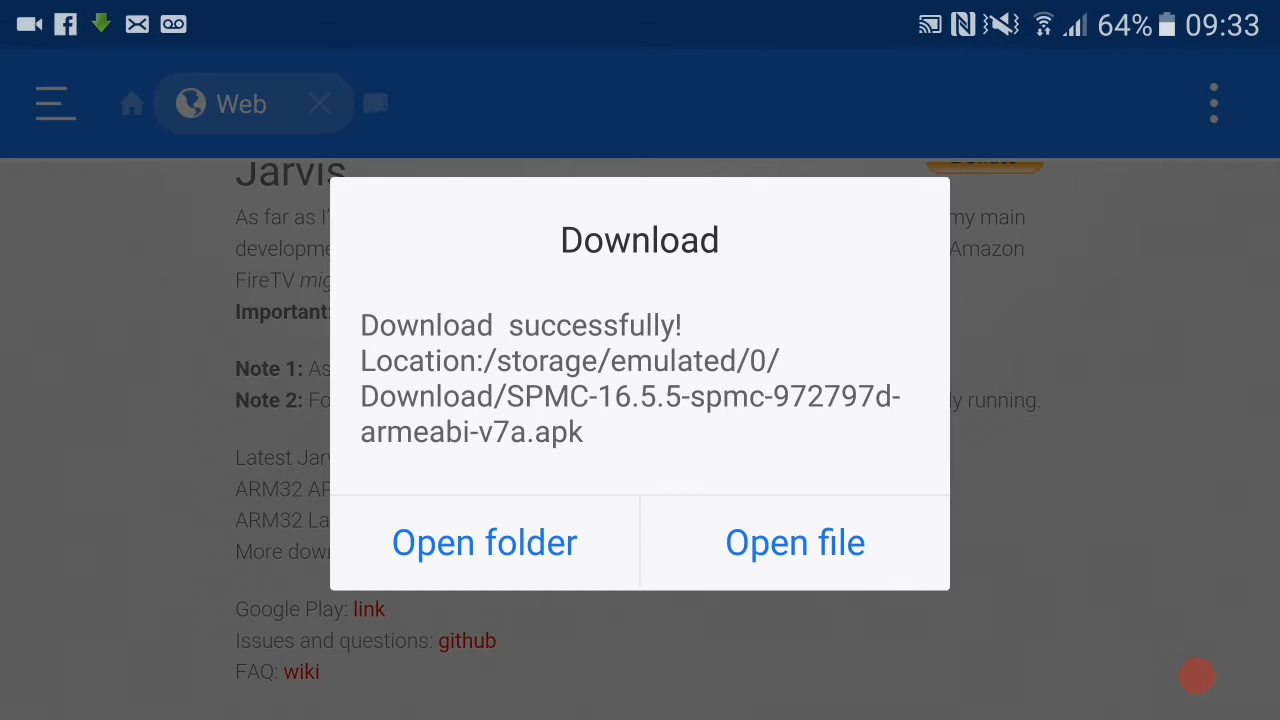 64% 09:33
Web
Jarvis
As far as I' my main
developme Amazon
FireTV mig
Important:
Note 1: As
Note 2: Fo ly running.
Latest Jarv
ARM32 AP
ARM32 La
More dow
Google Play: link
Issues and questions: github
FAQ: wiki
Download
Download successfully!
Location:/storage/emulated/0/
Download/SPMC-16.5.5-spmc-972797d-
armeabi-v7a.apk
Open folder Open file